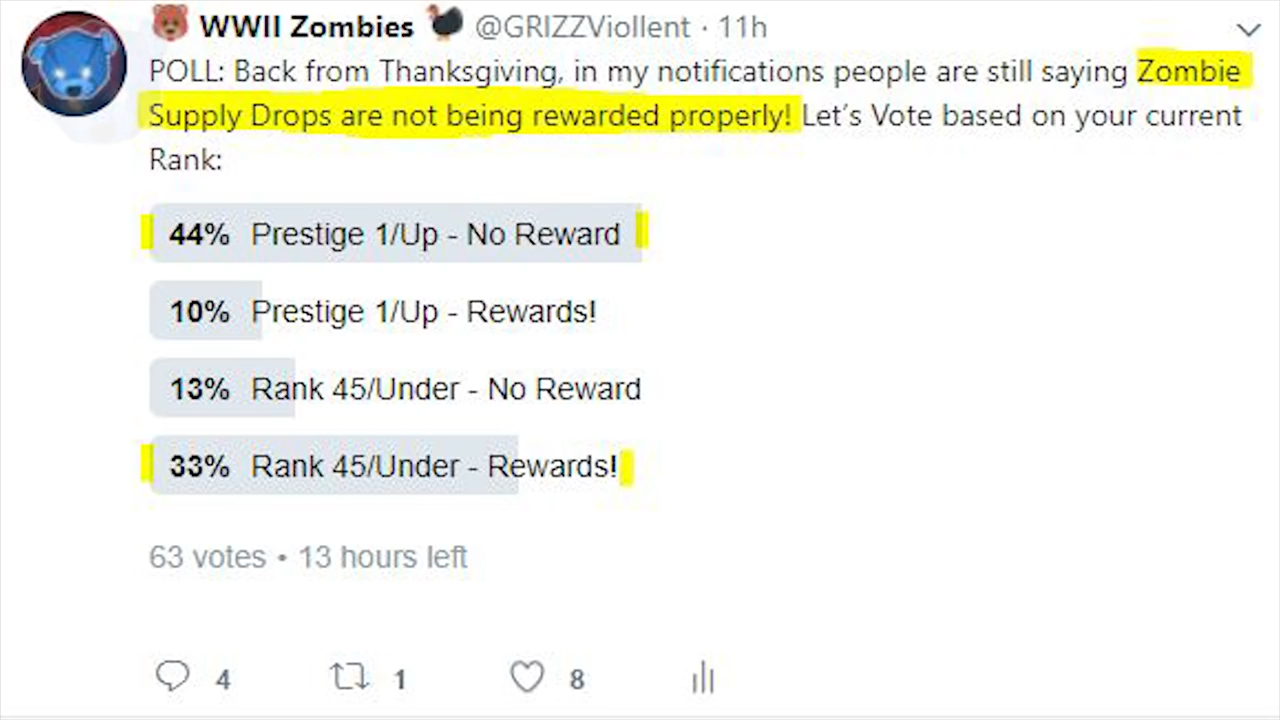 🐻 WWII Zombies 🦃 @GRIZZViollent · 11h
POLL: Back from Thanksgiving, in my notifications people are still saying Zombie
Supply Drops are not being rewarded properly! Let’s Vote based on your current
Rank:
44% Prestige 1/Up - No Reward
10% Prestige 1/Up - Rewards!
13% Rank 45/Under - No Reward
33% Rank 45/Under - Rewards!
63 votes • 13 hours left
4 1 8